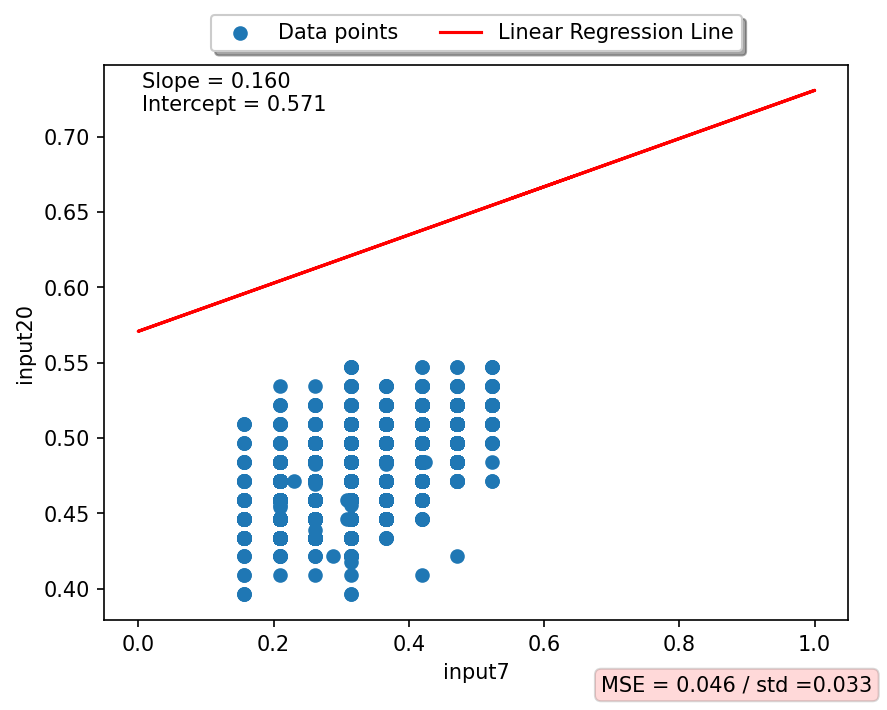 Data points
Linear Regression Line
Slope = 0.160
Intercept = 0.571
0.70
0.65
0.60
0.55
0.50
0.45
0.40
input20
0.0 0.2 0.4 0.6 0.8 1.0
input7
MSE = 0.046 / std =0.033